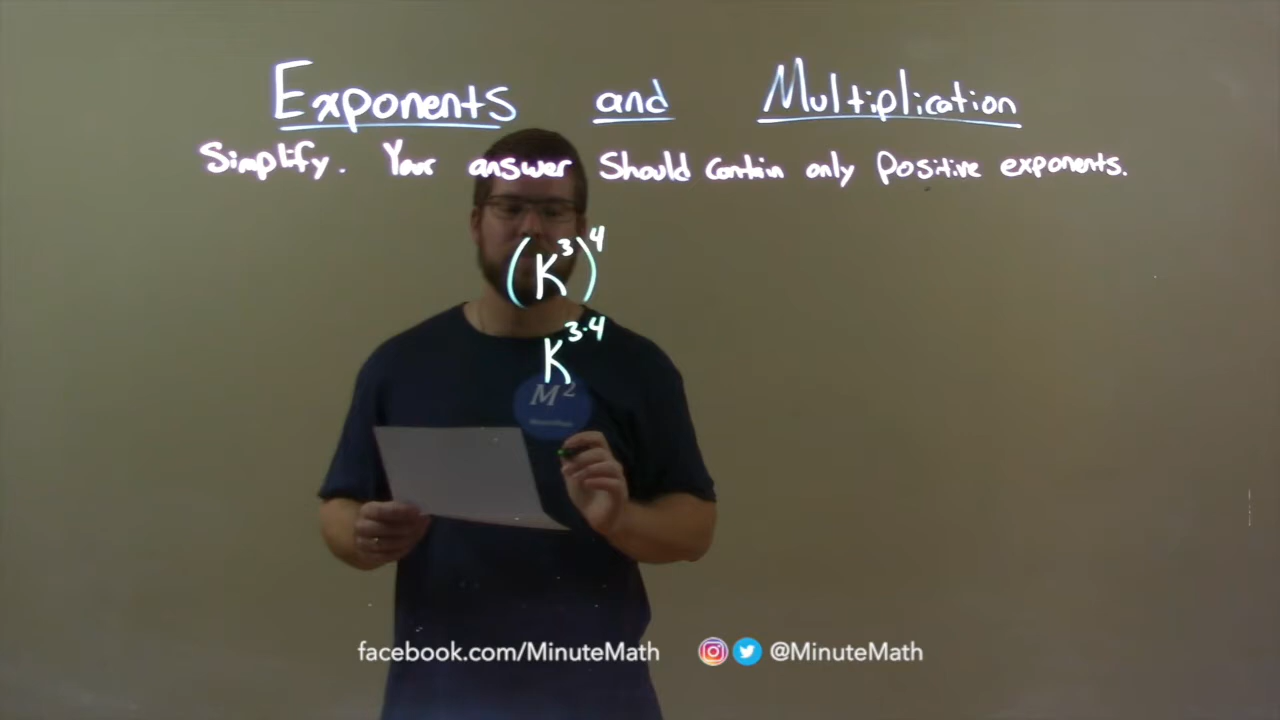 Exponents and Multiplication
Simplify. Your answer should contain only positive exponents.
(K³)⁴
K³·⁴
M²
facebook.com/MinuteMath @MinuteMath